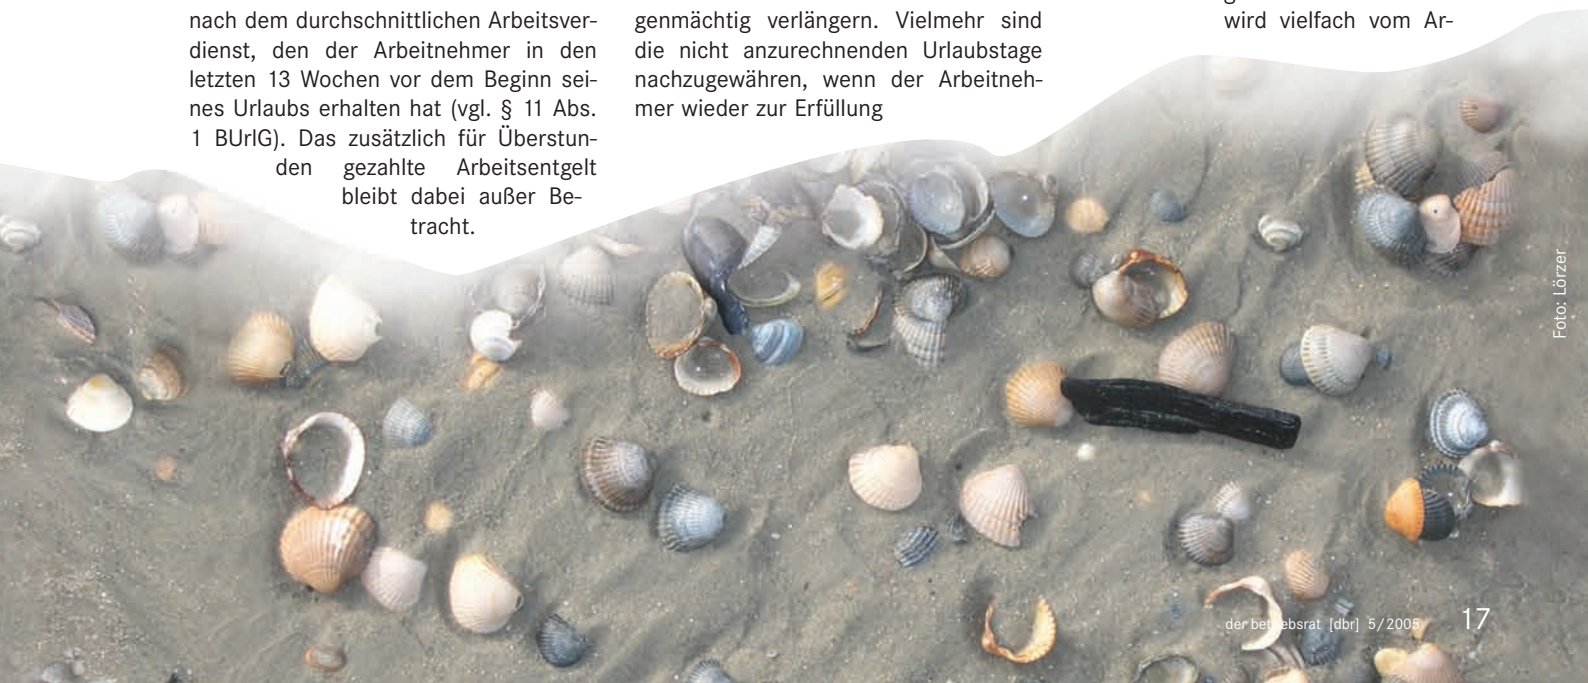 nach dem durchschnittlichen Arbeitsver-
dienst, den der Arbeitnehmer in den
letzten 13 Wochen vor dem Beginn sei-
nes Urlaubs erhalten hat (vgl. § 11 Abs.
1 BUrlG). Das zusätzlich für Überstun-
den gezahlte Arbeitsentgelt
bleibt dabei außer Be-
tracht.
genmächtig verlängern. Vielmehr sind
die nicht anzurechnenden Urlaubstage
nachzugewähren, wenn der Arbeitneh-
mer wieder zur Erfüllung
wird vielfach vom Ar-
Foto: Lörzer
der betriebsrat [dbr] 5/2005 17